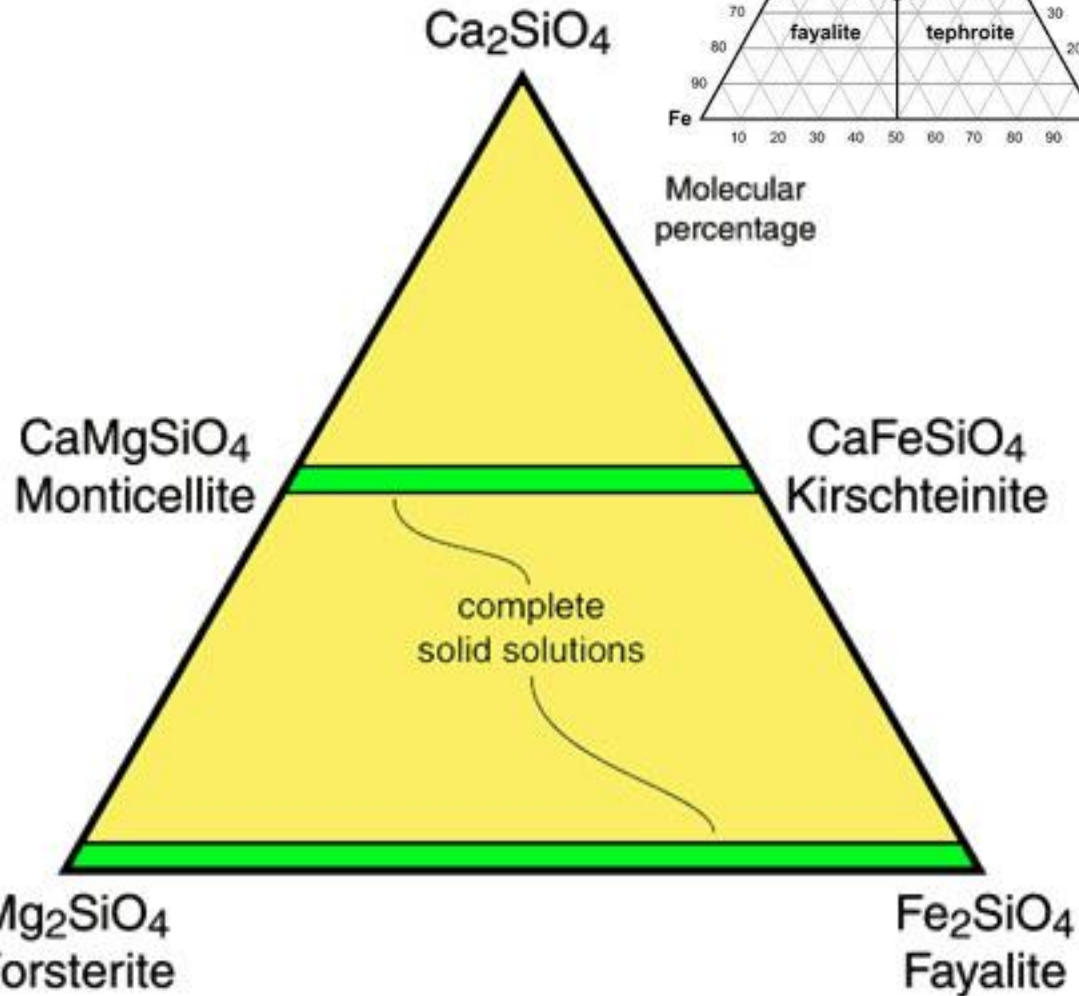 Ca2SiO4
70
30
fayalite
tephroite
80
20
90
Fe
10 20 30 40 50 60 70 80 90
Molecular
percentage
CaMgSiO4
Monticellite
CaFeSiO4
Kirschteinite
complete
solid solutions
Mg2SiO4
orsterite
Fe2SiO4
Fayalite